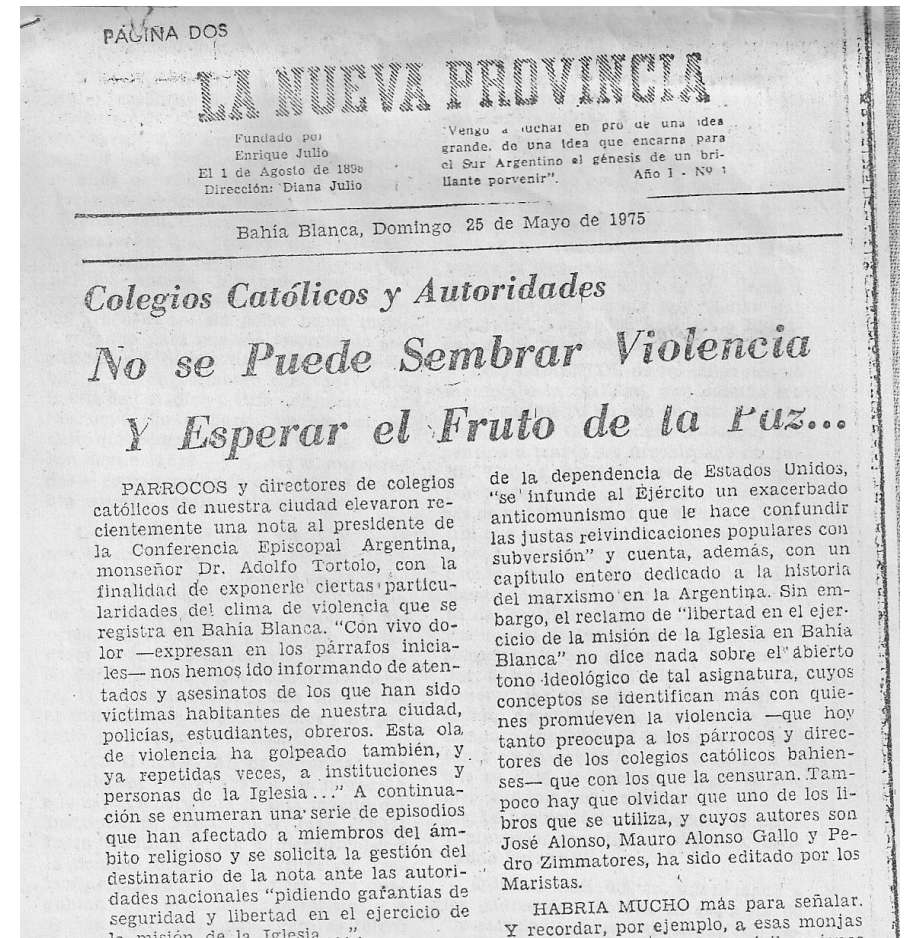 PÁGINA DOS
LA NUEVA PROVINCIA
Fundado por
Enrique Julio
El 1 de Agosto de 1898
Dirección: Diana Julio
"Vengo a luchar en pro de una idea
grande, de una idea que encarna para
el Sur Argentino el génesis de un bri-
llante porvenir".
Año I - Nº 1
Bahía Blanca, Domingo 25 de Mayo de 1975
Colegios Católicos y Autoridades
No se Puede Sembrar Violencia
Y Esperar el Fruto de la Paz...
PARROCOS y directores de colegios
católicos de nuestra ciudad elevaron re-
cientemente una nota al presidente de
la Conferencia Episcopal Argentina,
monseñor Dr. Adolfo Tortolo, con la
finalidad de exponerle ciertas particu-
laridades del clima de violencia que se
registra en Bahía Blanca. "Con vivo do-
lor —expresan en los párrafos inicia-
les— nos hemos ido informando de aten-
tados y asesinatos de los que han sido
víctimas habitantes de nuestra ciudad,
policías, estudiantes, obreros. Esta ola
de violencia ha golpeado también, y
ya repetidas veces, a instituciones y
personas de la Iglesia..." A continua-
ción se enumeran una serie de episodios
que han afectado a miembros del ám-
bito religioso y se solicita la gestión del
destinatario de la nota ante las autori-
dades nacionales "pidiendo garantías de
seguridad y libertad en el ejercicio de
la misión de la Iglesia..."
de la dependencia de Estados Unidos,
"se infunde al Ejército un exacerbado
anticomunismo que le hace confundir
las justas reivindicaciones populares con
subversión" y cuenta, además, con un
capítulo entero dedicado a la historia
del marxismo en la Argentina. Sin em-
bargo, el reclamo de "libertad en el ejer-
cicio de la misión de la Iglesia en Bahía
Blanca" no dice nada sobre el abierto
tono ideológico de tal asignatura, cuyos
conceptos se identifican más con quie-
nes promueven la violencia —que hoy
tanto preocupa a los párrocos y direc-
tores de los colegios católicos bahien-
ses— que con los que la censuran. Tam-
poco hay que olvidar que uno de los li-
bros que se utiliza, y cuyos autores son
José Alonso, Mauro Alonso Gallo y Pe-
dro Zimmatores, ha sido editado por los
Maristas.
HABRIA MUCHO más para señalar.
Y recordar, por ejemplo, a esas monjas